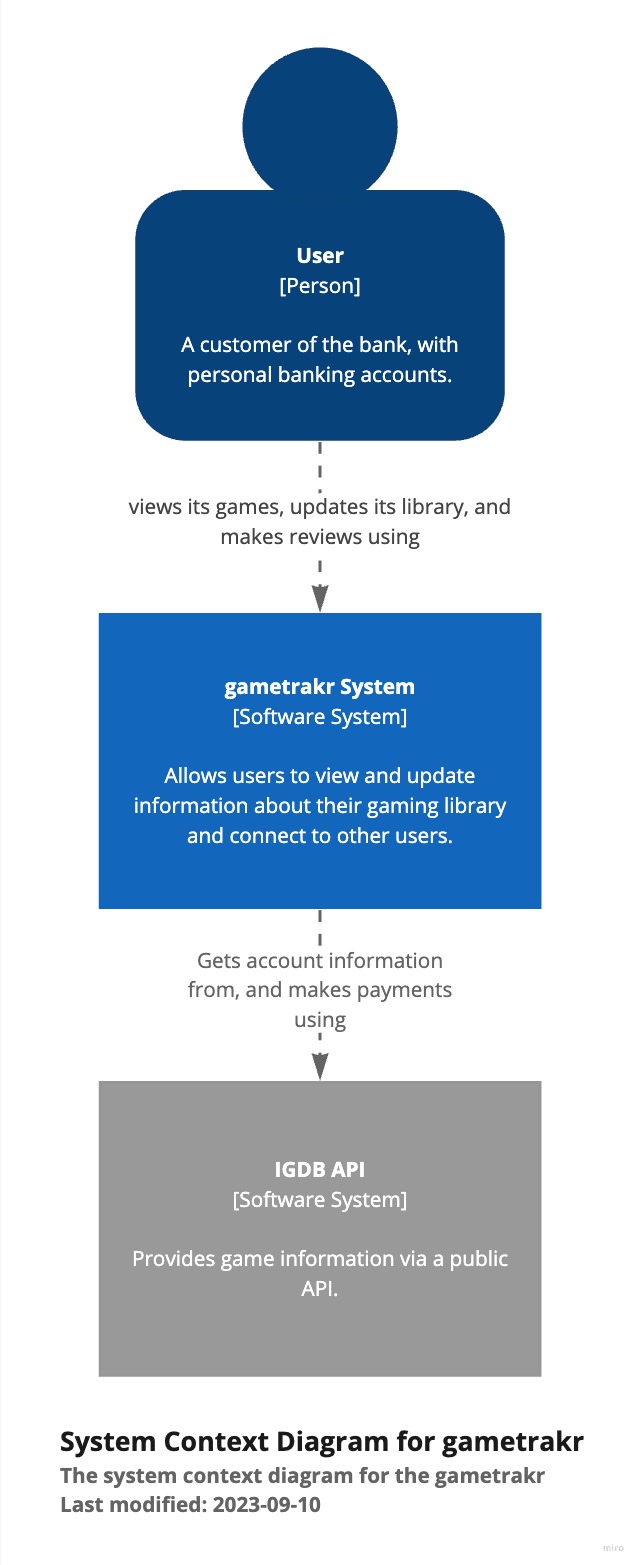 User
[Person]
A customer of the bank, with
personal banking accounts.
views its games, updates its library, and
makes reviews using
gametrakr System
[Software System]
Allows users to view and update
information about their gaming library
and connect to other users.
Gets account information
from, and makes payments
using
IGDB API
[Software System]
Provides game information via a public
API.
System Context Diagram for gametrakr
The system context diagram for the gametrakr
Last modified: 2023-09-10
miro